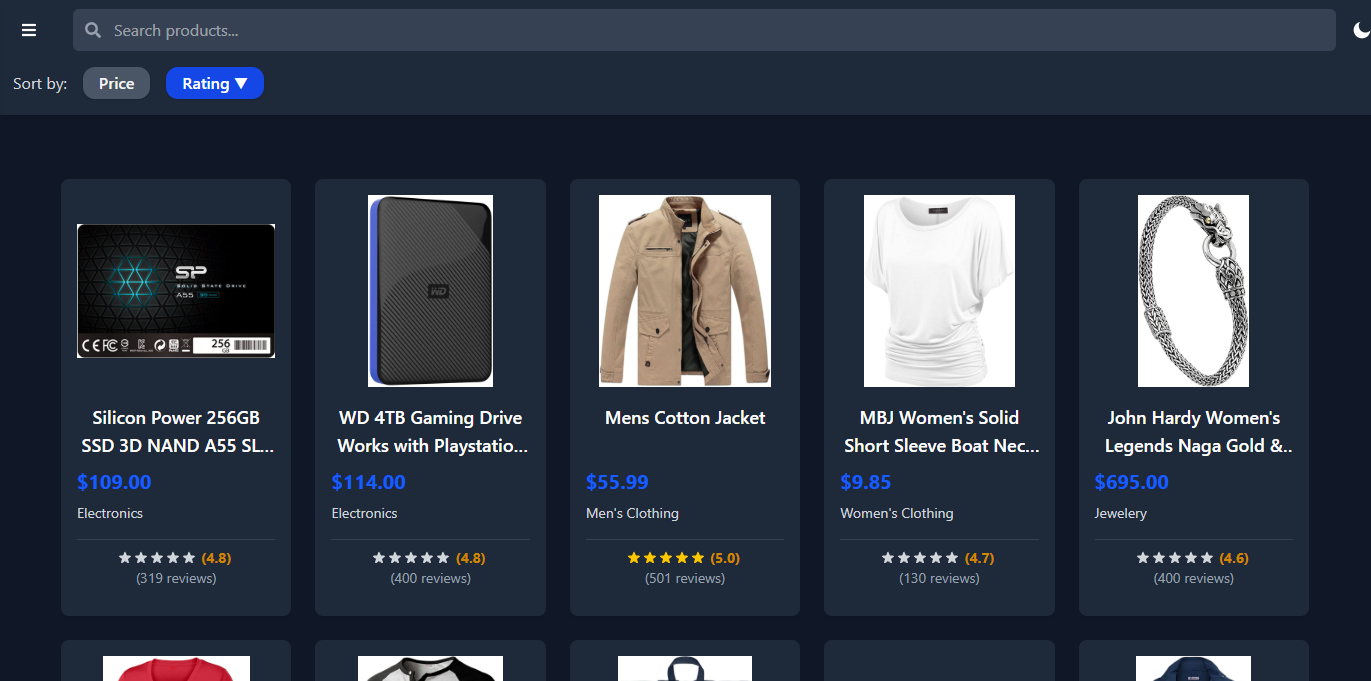 Search products...
Sort by: Price Rating ▼
SP
SOLID STATE DRIVE
A55
256
GB
WD
Silicon Power 256GB
SSD 3D NAND A55 SL...
$109.00
Electronics
★★★★★ (4.8)
(319 reviews)
WD 4TB Gaming Drive
Works with Playstatio...
$114.00
Electronics
★★★★★ (4.8)
(400 reviews)
Mens Cotton Jacket
$55.99
Men's Clothing
★★★★★ (5.0)
(501 reviews)
MBJ Women's Solid
Short Sleeve Boat Nec...
$9.85
Women's Clothing
★★★★★ (4.7)
(130 reviews)
John Hardy Women's
Legends Naga Gold &..
$695.00
Jewelery
★★★★★ (4.6)
(400 reviews)